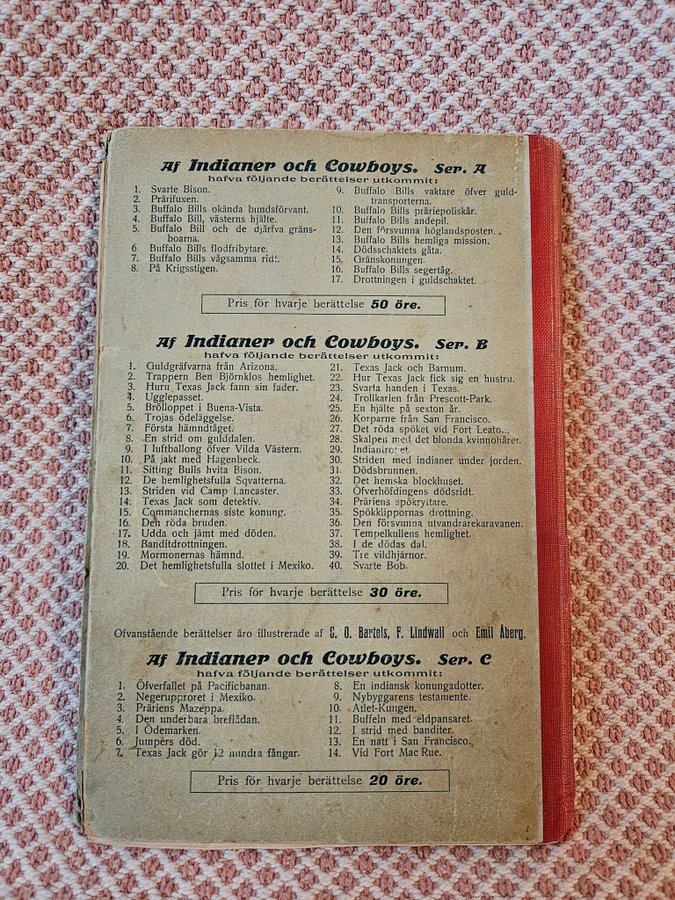 Af Indianer och Cowboys. Ser. A
hafva följande berättelser utkommit:
1. Svarte Bison.
2. Prärifuxen.
3. Buffalo Bills okända bundsförvant.
4. Buffalo Bill, västerns hjälte.
5. Buffalo Bill och de djärfva gräns-
boarna.
6 Buffalo Bills flodfribytare.
7. Buffalo Bills vågsamma ridt.
8. På Krigsstigen.
9. Buffalo Bills vaktare öfver guld-
transporterna.
10. Buffalo Bills präriepoliskår.
11. Buffalo Bills andepil.
12. Den försvunna höglandsposten.
13. Buffalo Bills hemliga mission.
14. Dödsschaktets gåta.
15. Gränskonungen.
16. Buffalo Bills segertåg.
17. Drottningen i guldschaktet.
Pris för hvarje berättelse 50 öre.
Af Indianer och Cowboys. Ser. B
hafva följande berättelser utkommit:
1. Guldgräfvarna från Arizona.
2. Trappern Ben Björnklos hemlighet.
3. Huru Texas Jack fann sin fader.
4. Ugglepasset.
5. Brölloppet i Buena-Vista.
6. Trojas ödeläggelse.
7. Första hämndtåget.
8. En strid om gulddalen.
9. I luftballong öfver Vilda Västern.
10. På jakt med Hagenbeck.
11. Sitting Bulls hvita Bison.
12. De hemlighetsfulla Sqvatterna.
13. Striden vid Camp Lancaster.
14. Texas Jack som detektiv.
15. Commanchernas siste konung.
16. Den röda bruden.
17. Udda och jämt med döden.
18. Banditdrottningen.
19. Mormonernas hämnd.
20. Det hemlighetsfulla slottet i Mexiko.
21. Texas Jack och Barnum.
22. Hur Texas Jack fick sig en hustru.
23. Svarta handen i Texas.
24. Trollkarlen från Prescott-Park.
25. En hjälte på sexton år.
26. Korparne från San Francisco.
27. Det röda spöket vid Fort Leato.
28. Skalpen med det blonda kvinnohåret.
29.
30. Striden med indianer under jorden.
31. Dödsbrunnen.
32. Det hemska blockhuset.
33. Öfverhöfdingens dödsridt.
34. Präriens spökryttare.
35. Spökklippornas drottning.
36. Den försvunna utvandrarekaravanen.
37. Tempelkullens hemlighet.
38. I de dödas dal.
39. Tre vildhjärnor.
40. Svarte Bob.
Pris för hvarje berättelse 30 öre.
Ofvanstående berättelser äro illustrerade af C. O. Bartels, F. Lindwall och Emil Åberg.
Af Indianer och Cowboys. Ser. C
hafva följande berättelser utkommit:
1. Öfverfallet på Pacificbanan.
2. Negerupproret i Mexiko.
3. Präriens Mazeppa.
4. Den underbara breflådan.
5. I Ödemarken.
6. Jumpers död.
7. Texas Jack gör 12 hundra fångar.
8. En indiansk konungadotter.
9. Nybyggarens testamente.
10. Atlet-Kungen.
11. Buffeln med eldpansaret.
12. I strid med banditer.
13. En natt i San Francisco.
14. Vid Fort Mac Rue.
Pris för hvarje berättelse 20 öre.